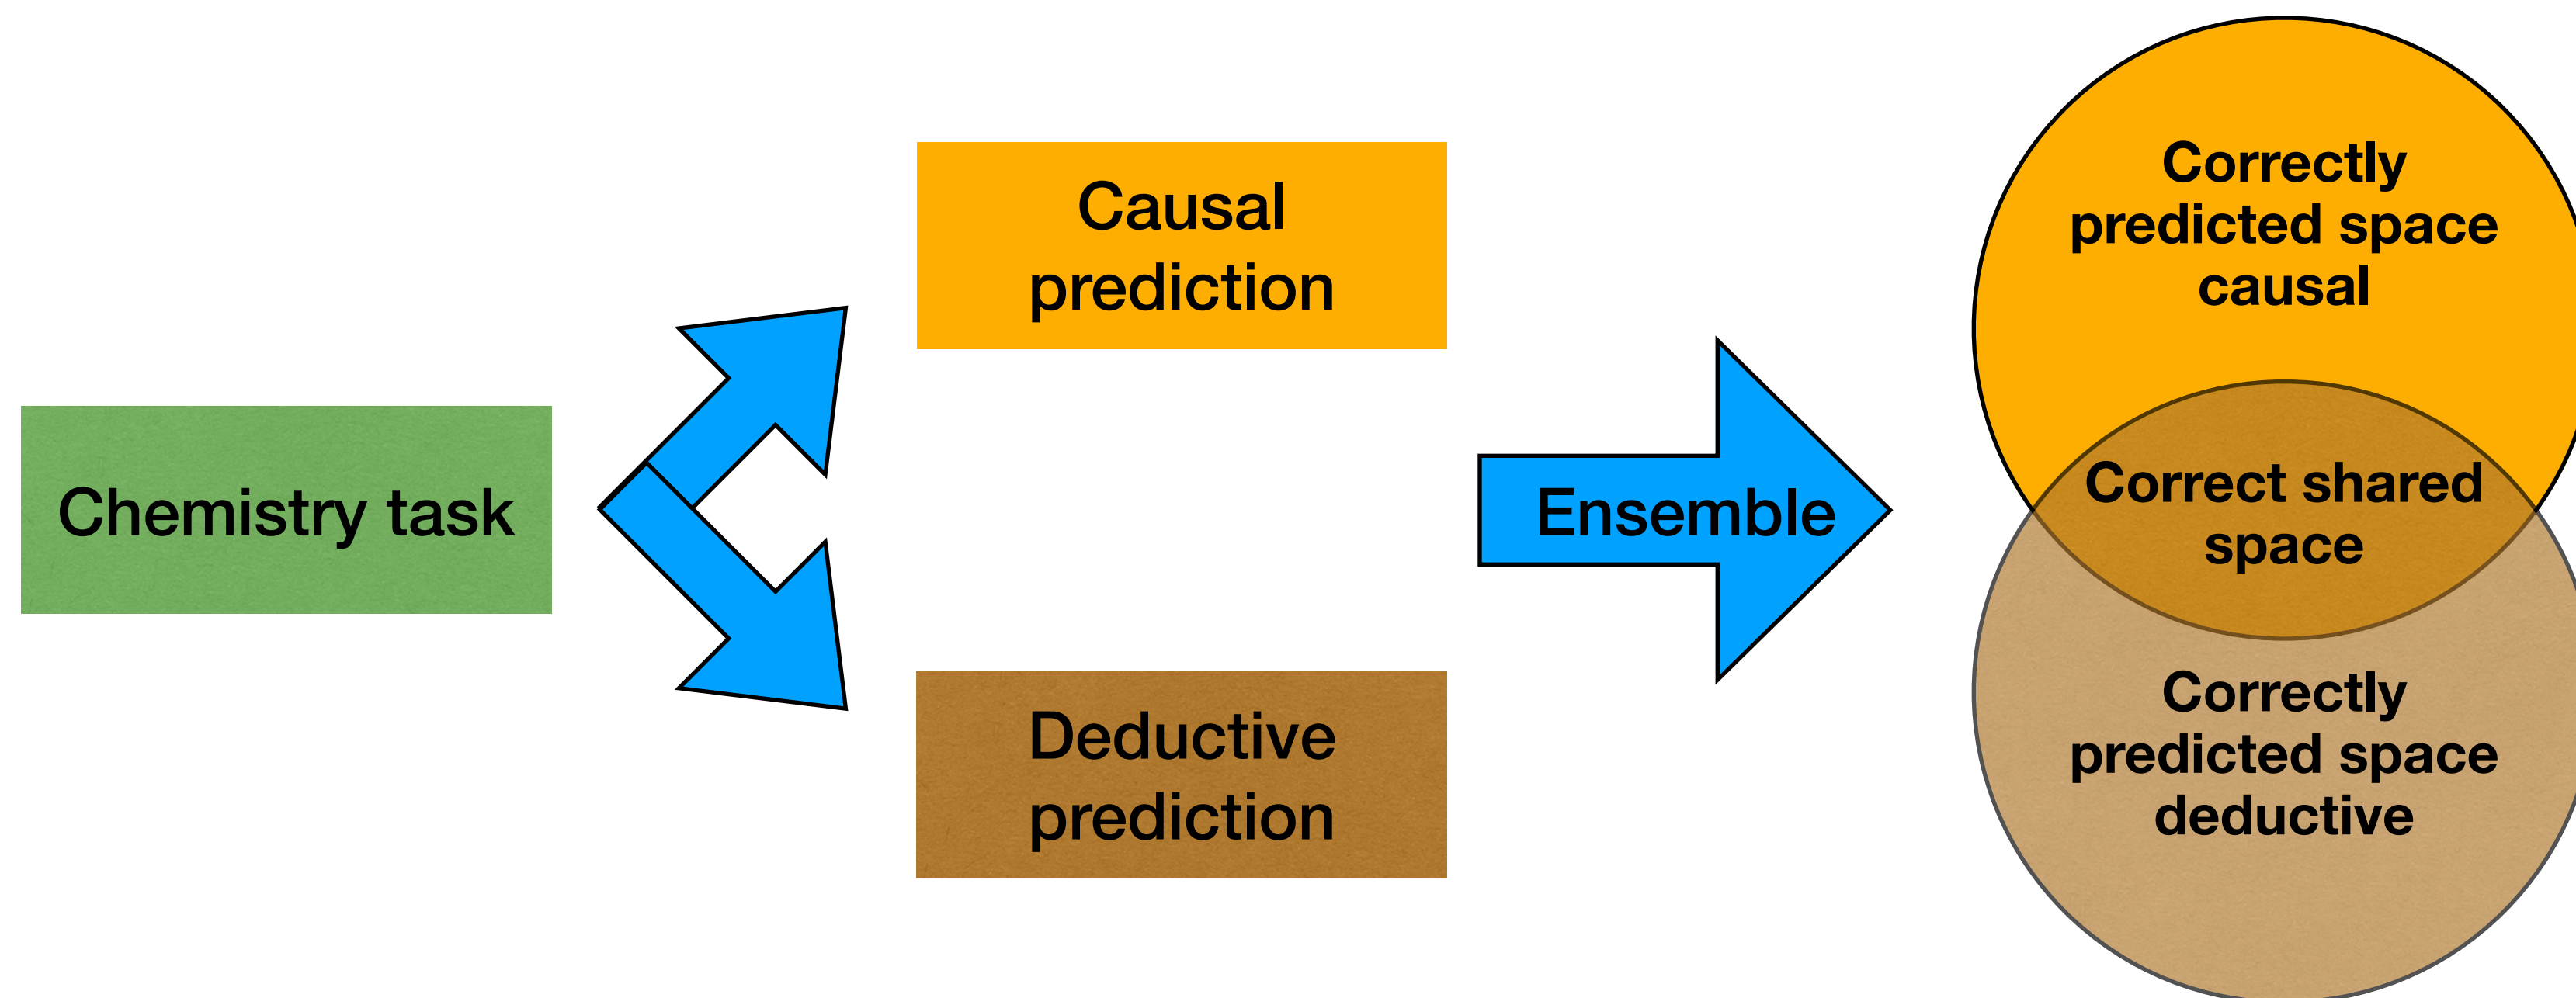 Chemistry task
Causal
prediction
Deductive
prediction
Ensemble
Correctly
predicted space
causal
Correct shared
space
Correctly
predicted space
deductive